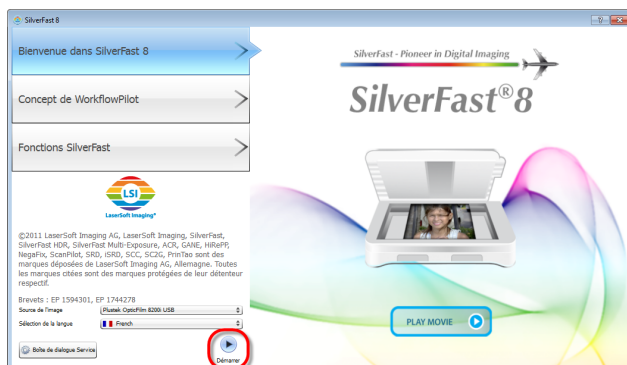 SilverFast 8
Bienvenue dans SilverFast 8
Concept de WorkflowPilot
Fonctions SilverFast
LSI
LaserSoft Imaging®
©2011 LaserSoft Imaging AG, LaserSoft Imaging, SilverFast,
SilverFast HDR, SilverFast Multi-Exposure, ACR, GANE, HiRePP,
NegaFix, ScanPilot, SRD, iSRD, SCC, SC2G, PrinTao sont des
marques déposées de LaserSoft Imaging AG, Allemagne. Toutes
les marques citées sont des marques protégées de leur détenteur
respectif.
Brevets : EP 1594301, EP 1744278
Source de l'image Plustek OpticFilm 8200i USB
Sélection de la langue French
Boîte de dialogue Service
Démarrer
SilverFast - Pioneer in Digital Imaging
SilverFast®8
PLAY MOVIE